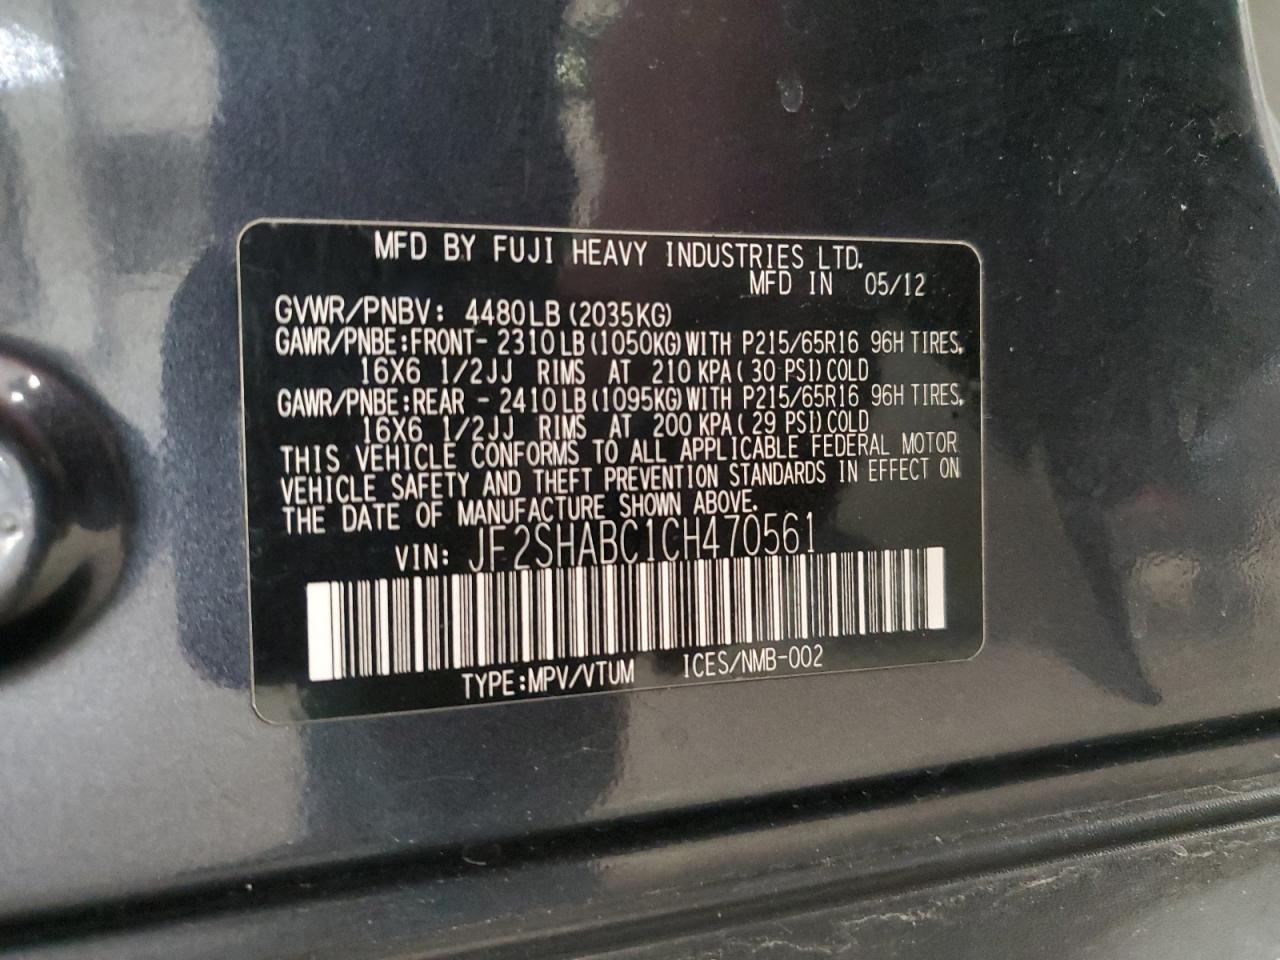 MFD BY FUJI HEAVY INDUSTRIES LTD.
MFD IN 05/12
GVWR/PNBV: 4480LB (2035KG)
GAWR/PNBE:FRONT- 2310LB(1050KG)WITH P215/65R16 96H TIRES,
16X6 1/2JJ RIMS AT 210 KPA( 30 PSI)COLD
GAWR/PNBE:REAR - 2410LB(1095KG)WITH P215/65R16 96H TIRES,
16X6 1/2JJ RIMS AT 200 KPA( 29 PSI)COLD
THIS VEHICLE CONFORMS TO ALL APPLICABLE FEDERAL MOTOR
VEHICLE SAFETY AND THEFT PREVENTION STANDARDS IN EFFECT ON
THE DATE OF MANUFACTURE SHOWN ABOVE.
VIN: JF2SHABC1CH470561
TYPE:MPV/VTUM ICES/NMB-002